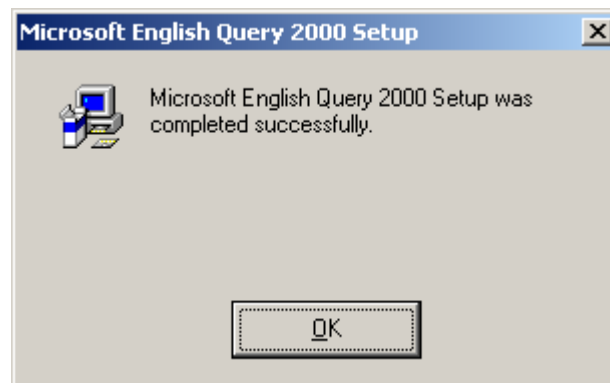 Microsoft English Query 2000 Setup
Microsoft English Query 2000 Setup was
completed successfully.
OK